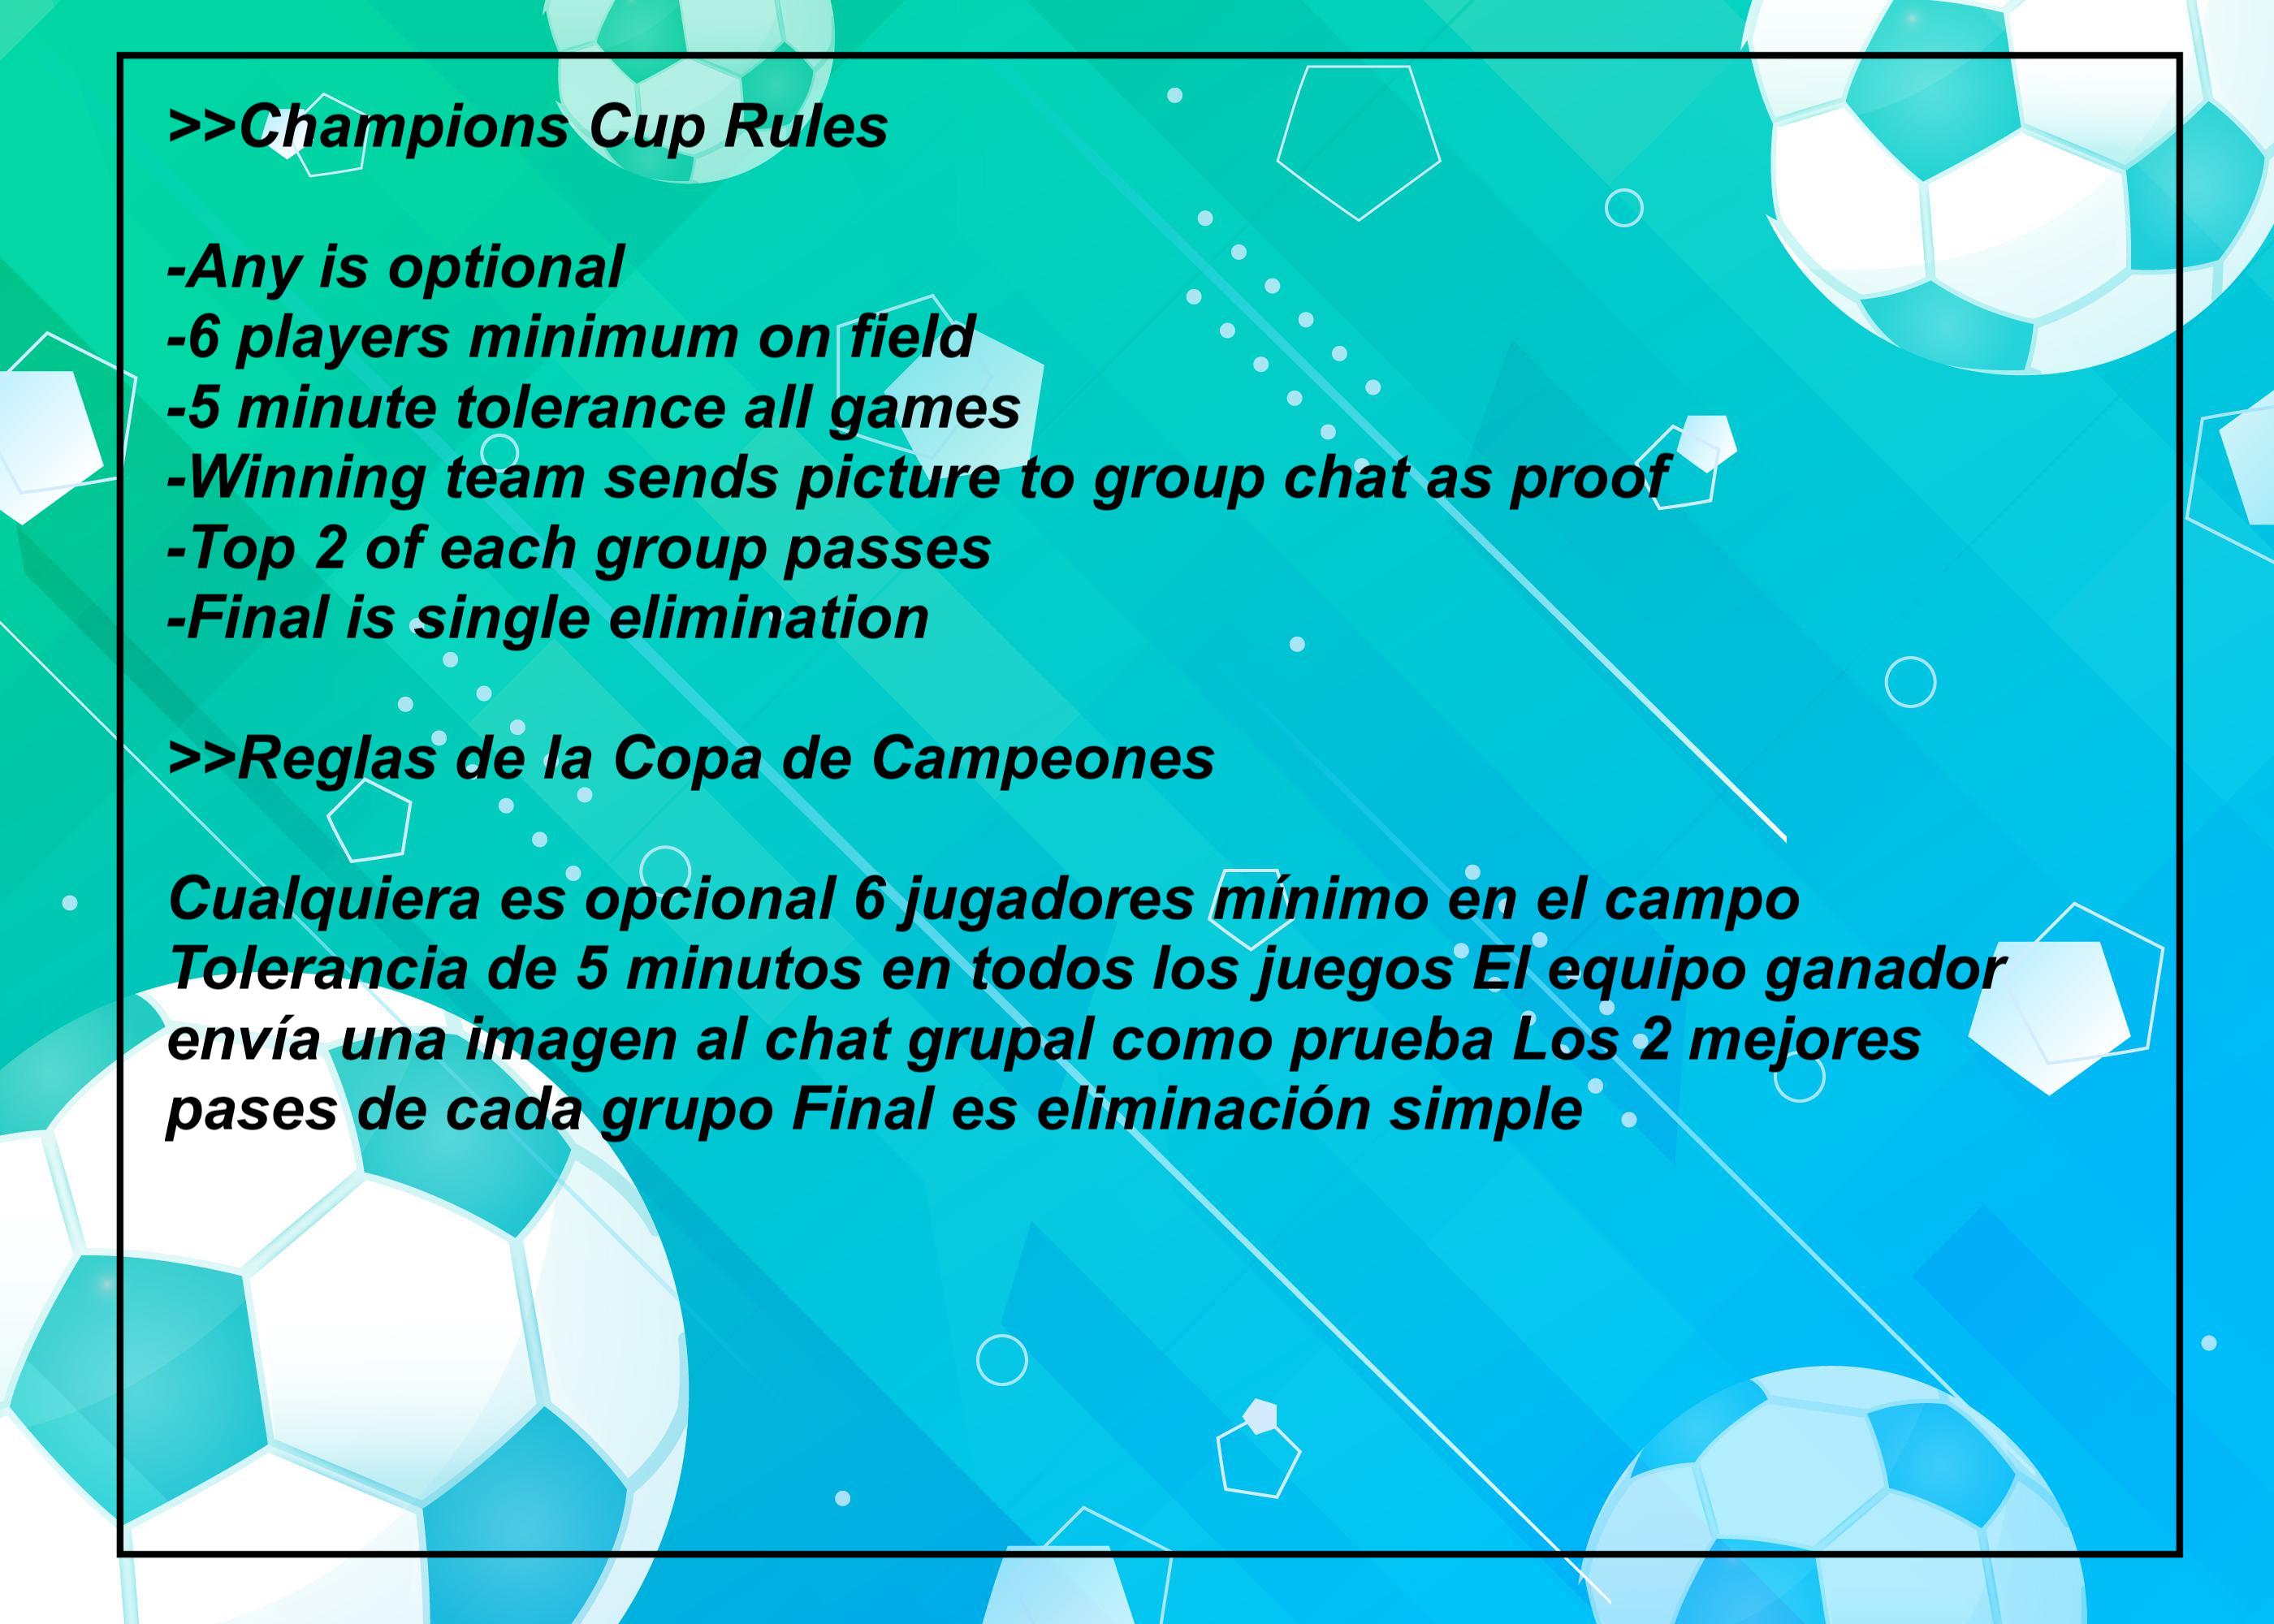 >>Champions Cup Rules
-Any is optional
-6 players minimum on field
-5 minute tolerance all games
-Winning team sends picture to group chat as proof
-Top 2 of each group passes
-Final is single elimination
>>Reglas de la Copa de Campeones
Cualquiera es opcional 6 jugadores mínimo en el campo
Tolerancia de 5 minutos en todos los juegos El equipo ganador
envía una imagen al chat grupal como prueba Los 2 mejores
pases de cada grupo Final es eliminación simple